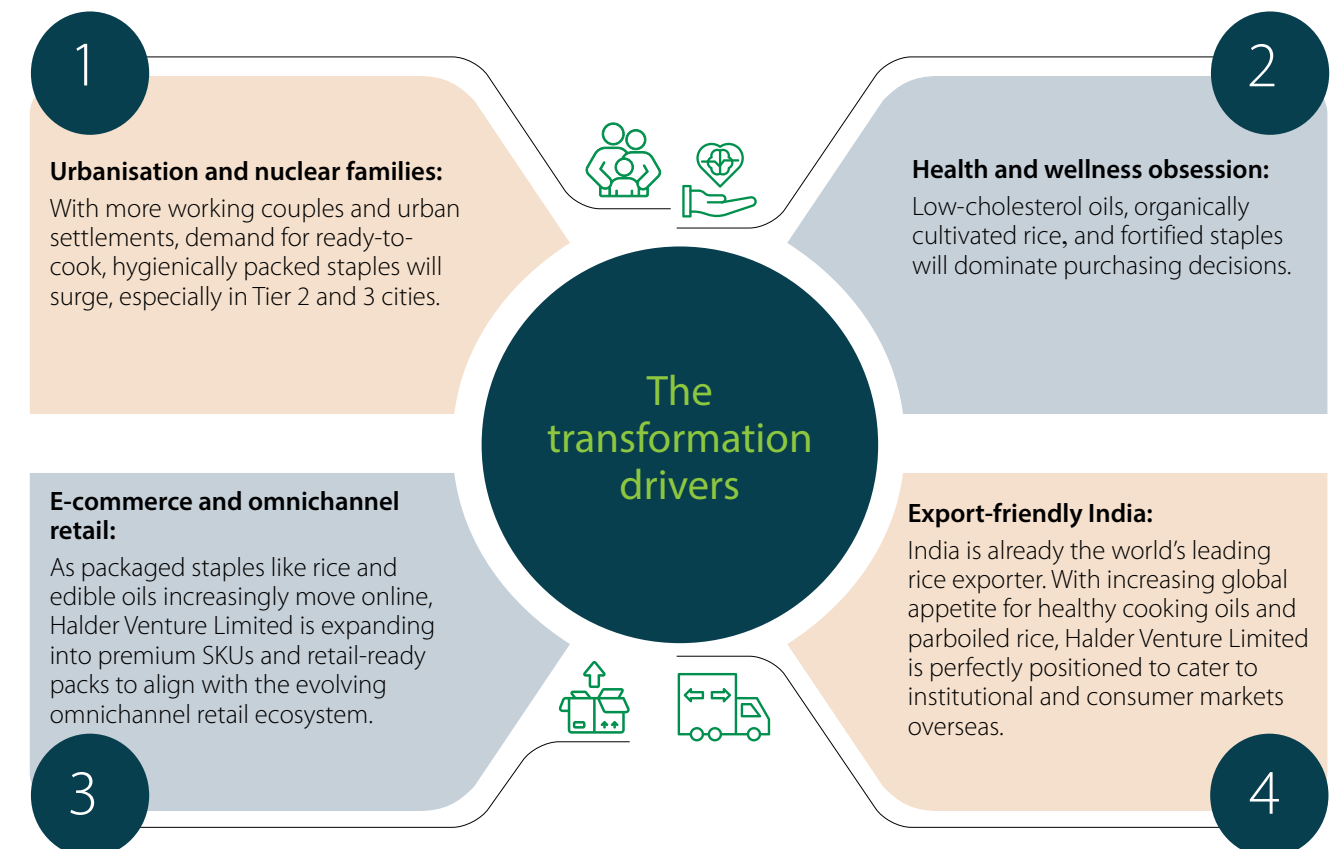 1
Urbanisation and nuclear families:
With more working couples and urban
settlements, demand for ready-to-
cook, hygienically packed staples will
surge, especially in Tier 2 and 3 cities.
2
Health and wellness obsession:
Low-cholesterol oils, organically
cultivated rice, and fortified staples
will dominate purchasing decisions.
The
transformation
drivers
E-commerce and omnichannel
retail:
As packaged staples like rice and
edible oils increasingly move online,
Halder Venture Limited is expanding
into premium SKUs and retail-ready
packs to align with the evolving
omnichannel retail ecosystem.
3
Export-friendly India:
India is already the world’s leading
rice exporter. With increasing global
appetite for healthy cooking oils and
parboiled rice, Halder Venture Limited
is perfectly positioned to cater to
institutional and consumer markets
overseas.
4